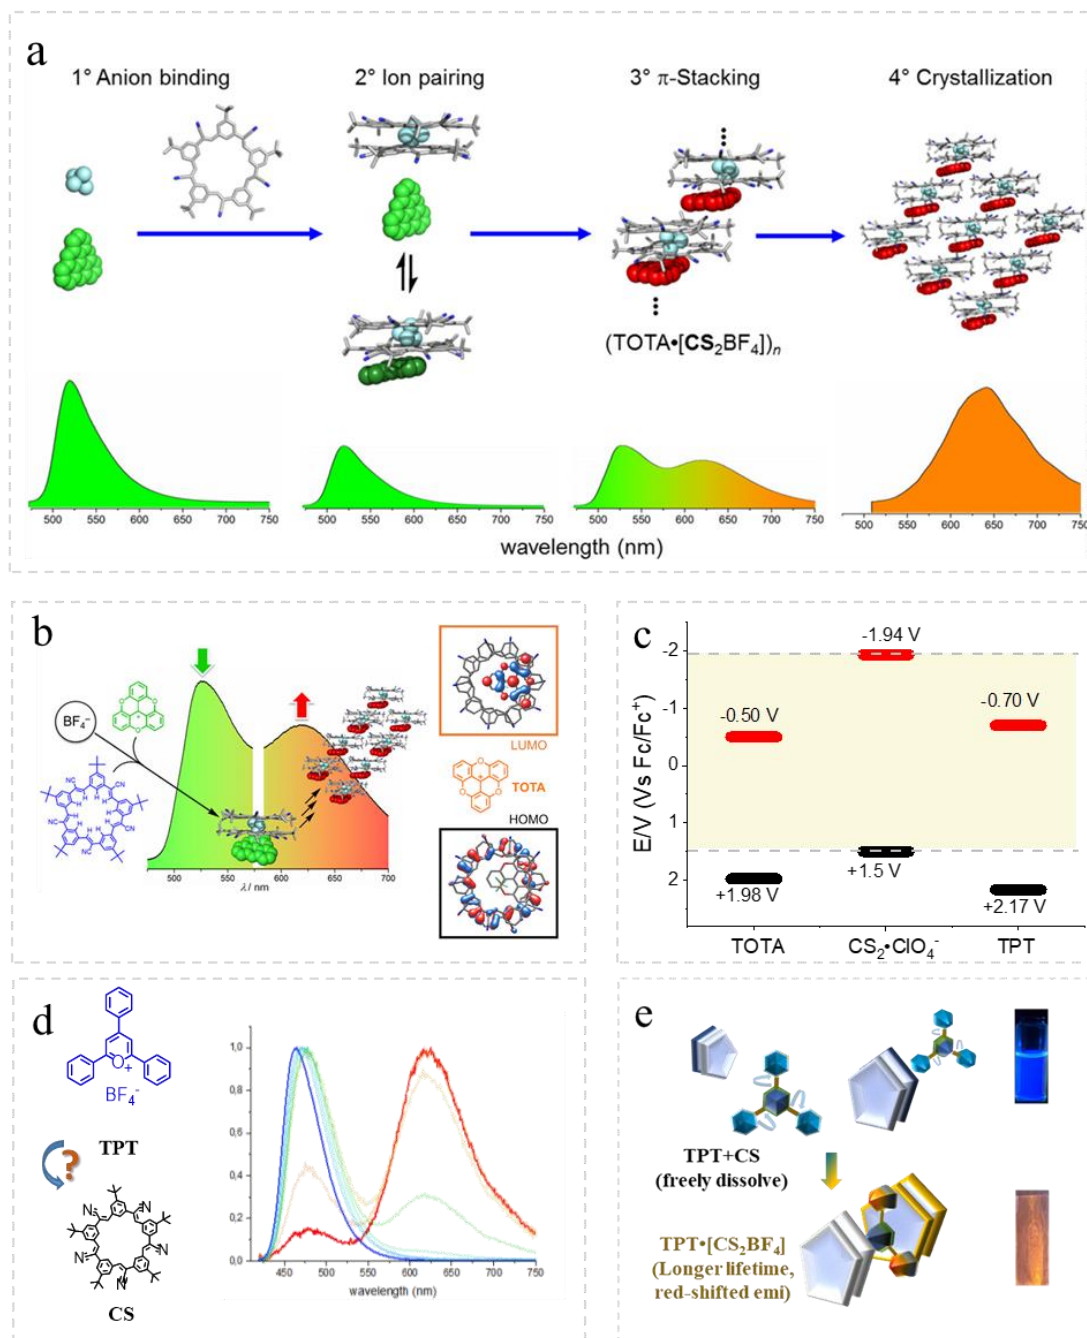 a
1° Anion binding
2° Ion pairing
3° π-Stacking
4° Crystallization
(TOTA•[CS₂BF₄])ₙ
500 550 600 650 700 750
500 550 600 650 700 750
500 550 600 650 700 750
500 550 600 650 700 750
wavelength (nm)
b
BF₄⁻
CN
CN
NC
NC
CN
H H H H H
500 550 600 650 700
λ/ nm
LUMO
TOTA
HOMO
c
E/V (Vs Fc/Fc⁺)
-2
-1
0
1
2
-1.94 V
-0.50 V
-0.70 V
+1.5 V
+1.98 V
+2.17 V
TOTA
CS₂•ClO₄⁻
TPT
d
O
+
BF₄⁻
TPT
?
CS
1,0
0,8
0,6
0,4
0,2
0,0
450 500 550 600 650 700 750
wavelength (nm)
e
TPT+CS
(freely dissolve)
TPT•[CS₂BF₄]
(Longer lifetime,
red-shifted emi)